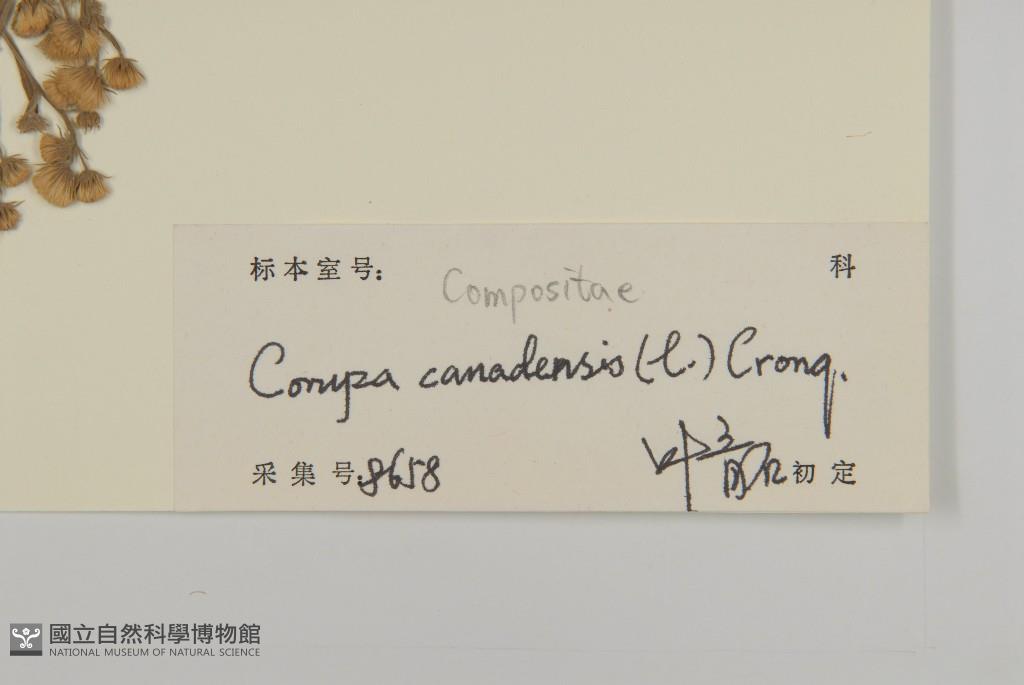 标本室号: 科
Compositae
Conyza canadensis (L.) Cronq.
采集号: 8658 初定
國立自然科學博物館
NATIONAL MUSEUM OF NATURAL SCIENCE